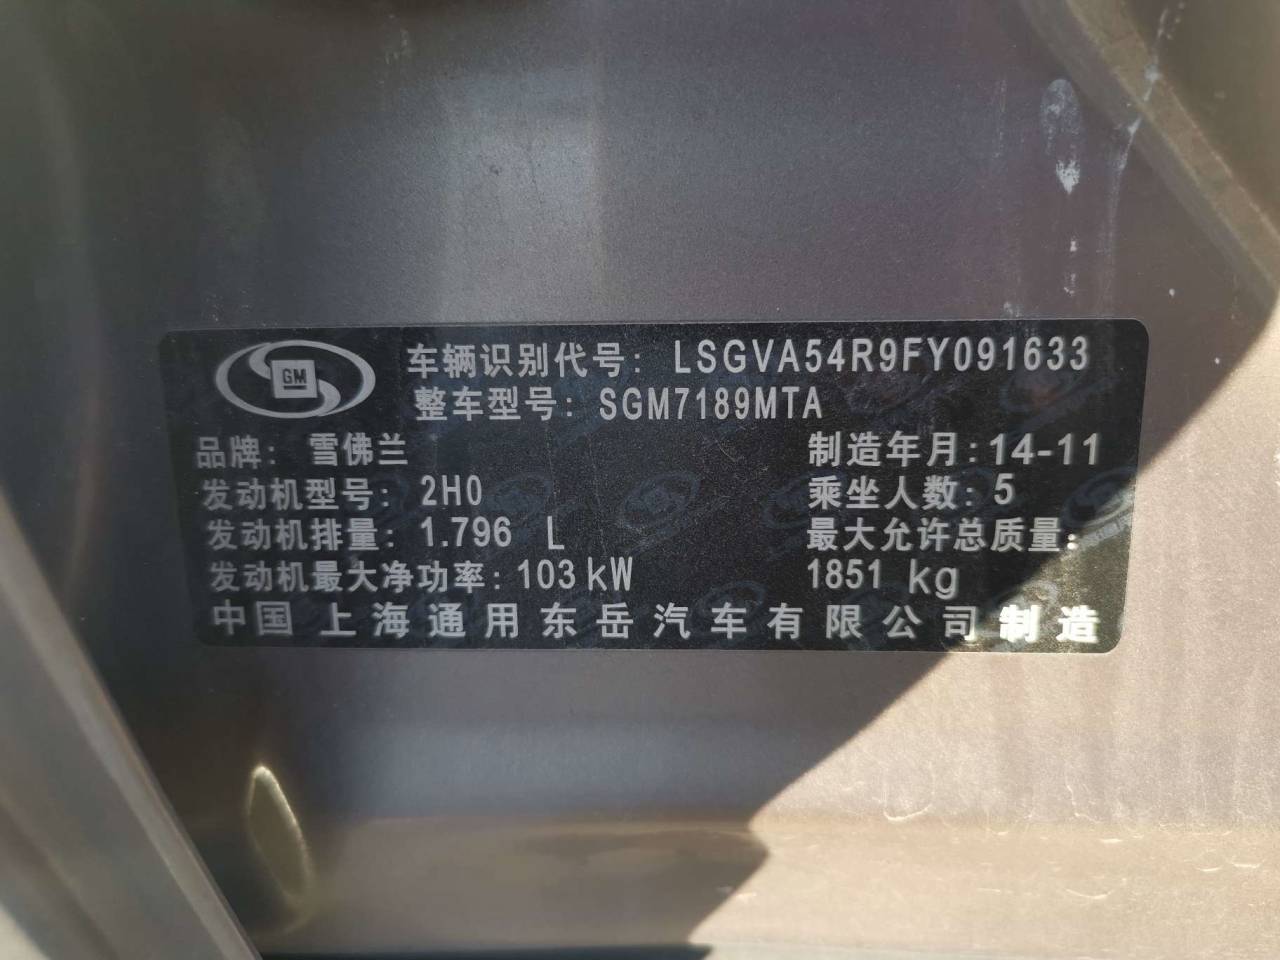 GM
车辆识别代号: LSGVA54R9FY091633
整车型号: SGM7189MTA
品牌: 雪佛兰
制造年月: 14-11
发动机型号: 2H0
乘坐人数: 5
发动机排量: 1.796 L
最大允许总质量:
发动机最大净功率: 103 kW
1851 kg
中国 上海通用东岳汽车有限公司 制造